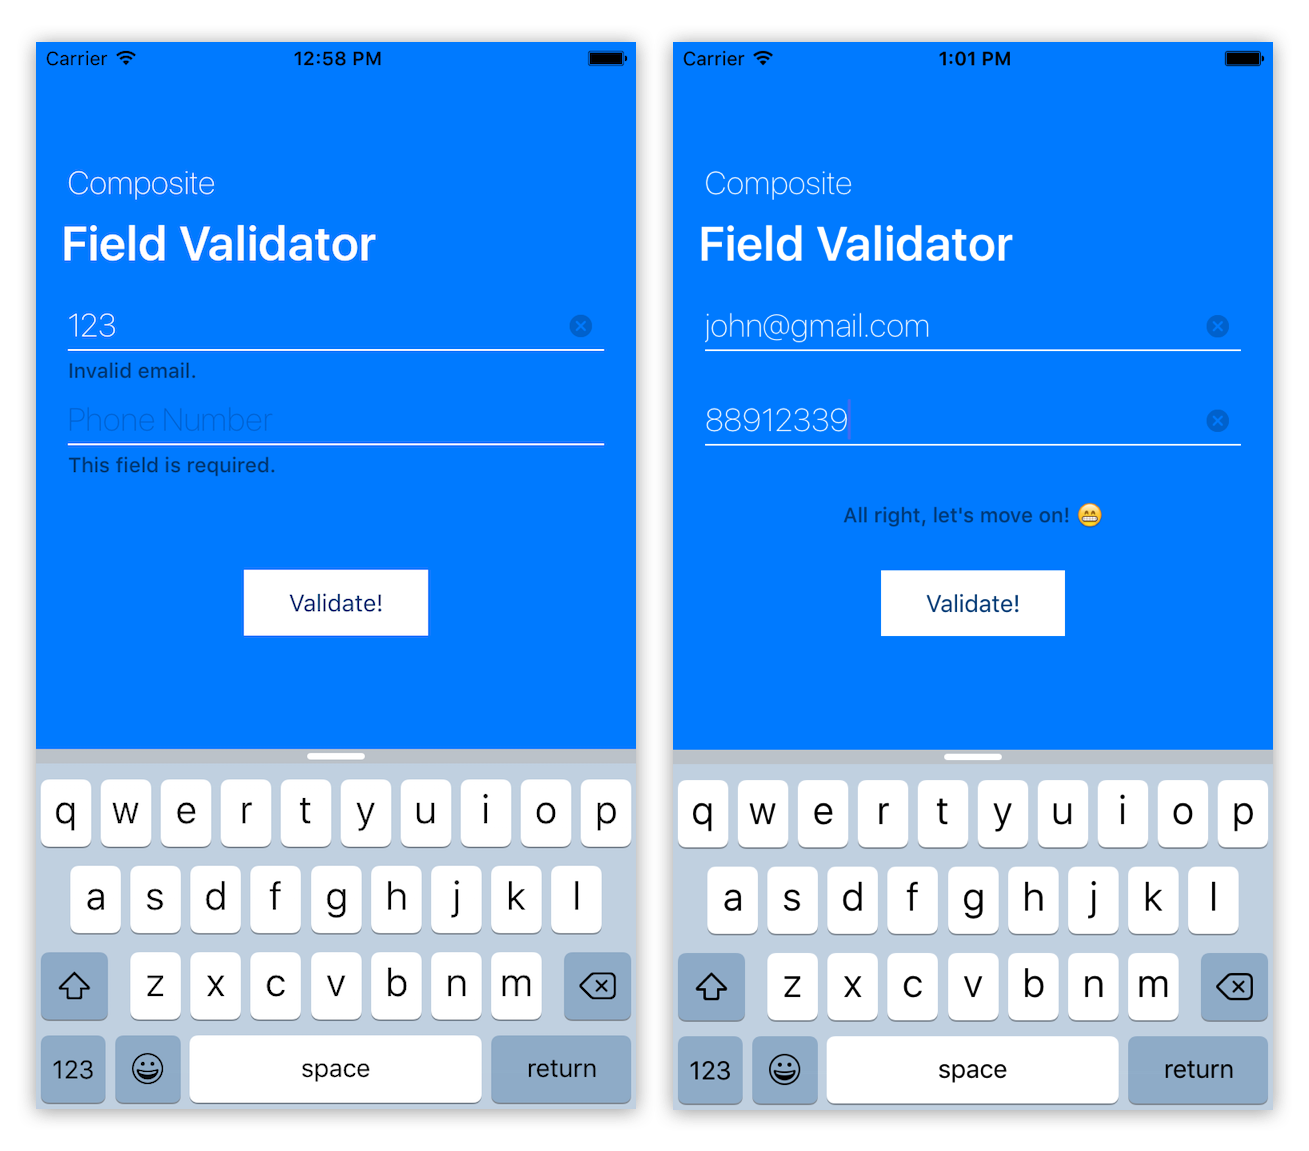 Carrier 12:58 PM
Composite
Field Validator
123
Invalid email.
Phone Number
This field is required.
Validate!
q w e r t y u i o p
a s d f g h j k l
z x c v b n m
123 space return
Carrier 1:01 PM
Composite
Field Validator
john@gmail.com
88912339
All right, let's move on! 😁
Validate!
q w e r t y u i o p
a s d f g h j k l
z x c v b n m
123 space return